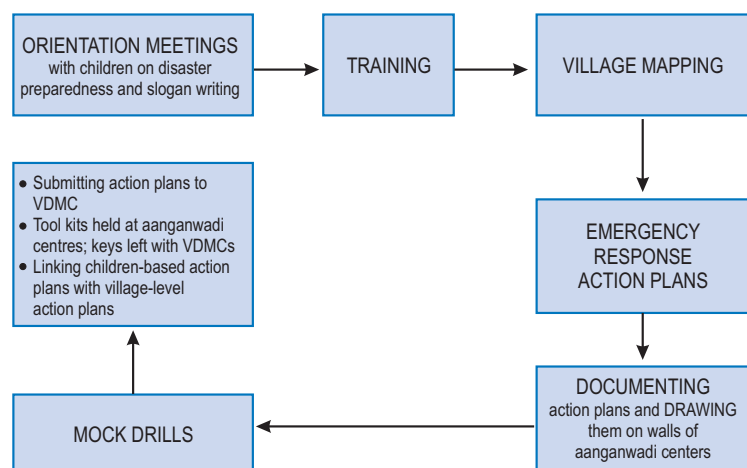 ORIENTATION MEETINGS
with children on disaster
preparedness and slogan writing
TRAINING
VILLAGE MAPPING
EMERGENCY
RESPONSE
ACTION PLANS
DOCUMENTING
action plans and DRAWING
them on walls of
aanganwadi centers
MOCK DRILLS
● Submitting action plans to
VDMC
● Tool kits held at aanganwadi
centres; keys left with VDMCs
● Linking children-based action
plans with village-level
action plans